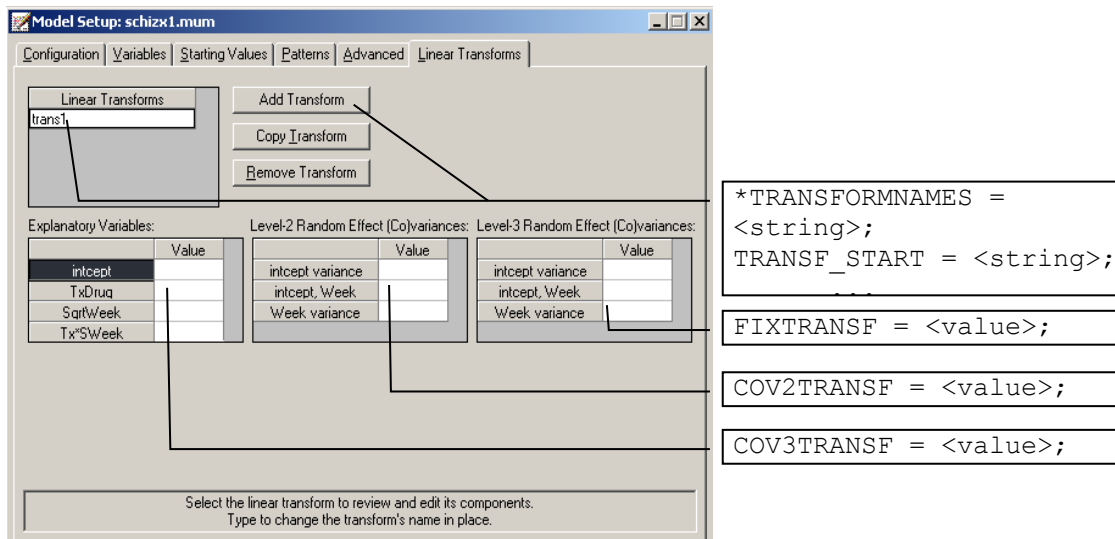 Model Setup: schizx1.mum
Configuration Variables Starting Values Patterns Advanced Linear Transforms
Linear Transforms
trans1
Add Transform
Copy Transform
Remove Transform
Explanatory Variables:
Value
intcept
TxDrug
SqrtWeek
Tx*SWeek
Level-2 Random Effect (Co)variances:
Value
intcept variance
intcept, Week
Week variance
Level-3 Random Effect (Co)variances:
Value
intcept variance
intcept, Week
Week variance
Select the linear transform to review and edit its components.
Type to change the transform's name in place.
*TRANSFORMNAMES =
<string>;
TRANSF_START = <string>;
...
FIXTRANSF = <value>;
COV2TRANSF = <value>;
COV3TRANSF = <value>;